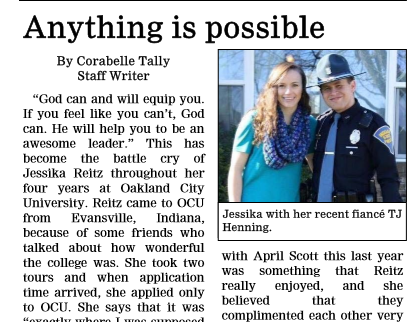 Anything is possible
By Corabelle Tally
Staff Writer
“God can and will equip you.
If you feel like you can’t, God
can. He will help you to be an
awesome leader.” This has
become the battle cry of
Jessika Reitz throughout her
four years at Oakland City
University. Reitz came to OCU
from Evansville, Indiana,
because of some friends who
talked about how wonderful
the college was. She took two
tours and when application
time arrived, she applied only
to OCU. She says that it was
“exactly where I was supposed
Jessika with her recent fiancé TJ
Henning.
with April Scott this last year
was something that Reitz
really enjoyed, and she
believed that they
complimented each other very